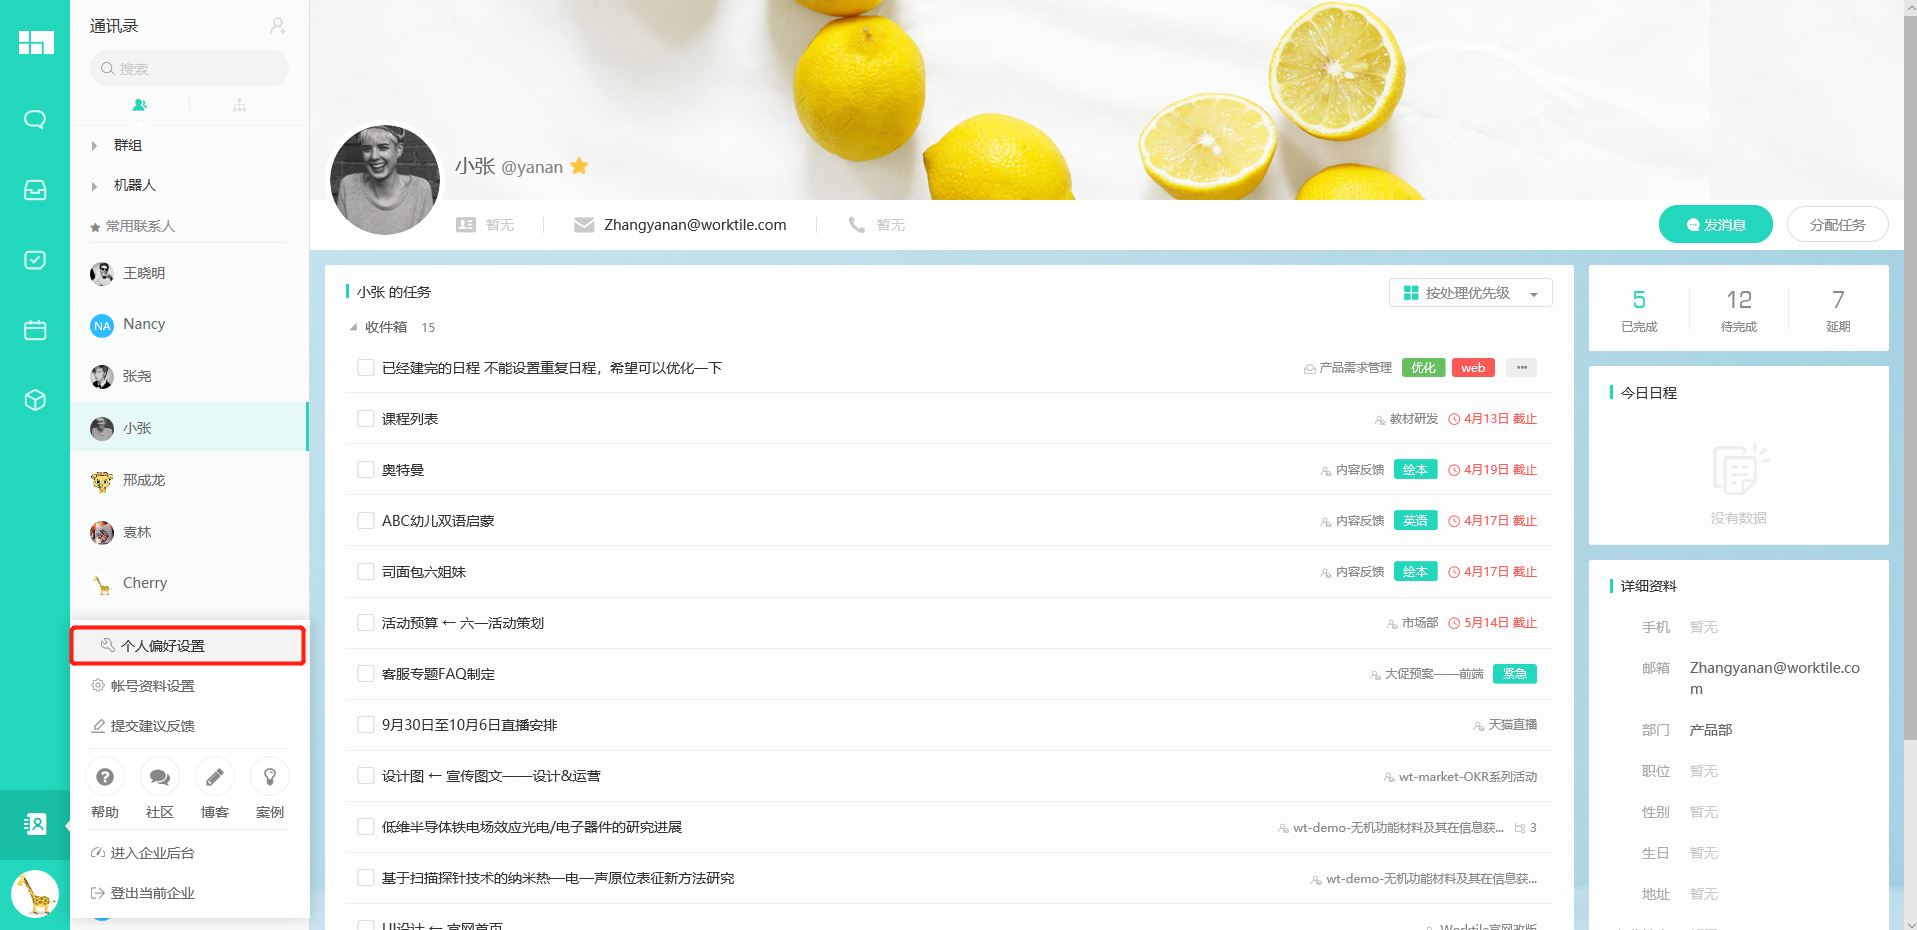 通讯录
搜索
群组
机器人
常用联系人
王晓明
NA Nancy
张尧
小张
邢成龙
袁林
Cherry
个人偏好设置
帐号资料设置
提交建议反馈
帮助 社区 博客 案例
进入企业后台
登出当前企业
小张 @yanan
暂无 Zhangyanan@worktile.com 暂无
发消息 分配任务
小张 的任务 按处理优先级
收件箱 15
已经建完的日程 不能设置重复日程，希望可以优化一下 产品需求管理 优化 web
课程列表 教材研发 4月13日 截止
奥特曼 内容反馈 绘本 4月19日 截止
ABC幼儿双语启蒙 内容反馈 英语 4月17日 截止
司面包六姐妹 内容反馈 绘本 4月17日 截止
活动预算 ← 六一活动策划 市场部 5月14日 截止
客服专题FAQ制定 大促预案——前端 紧急
9月30日至10月6日直播安排 天猫直播
设计图 ← 宣传图文——设计&运营 wt-market-OKR系列活动
低维半导体铁电场效应光电/电子器件的研究进展 wt-demo-无机功能材料及其在信息获... 3
基于扫描探针技术的纳米热—电—声原位表征新方法研究 wt-demo-无机功能材料及其在信息获...
UI设计 ← 官网首页 Worktile官网改版
5 12 7
已完成 待完成 延期
今日日程
没有数据
详细资料
手机 暂无
邮箱 Zhangyanan@worktile.co
m
部门 产品部
职位 暂无
性别 暂无
生日 暂无
地址 暂无